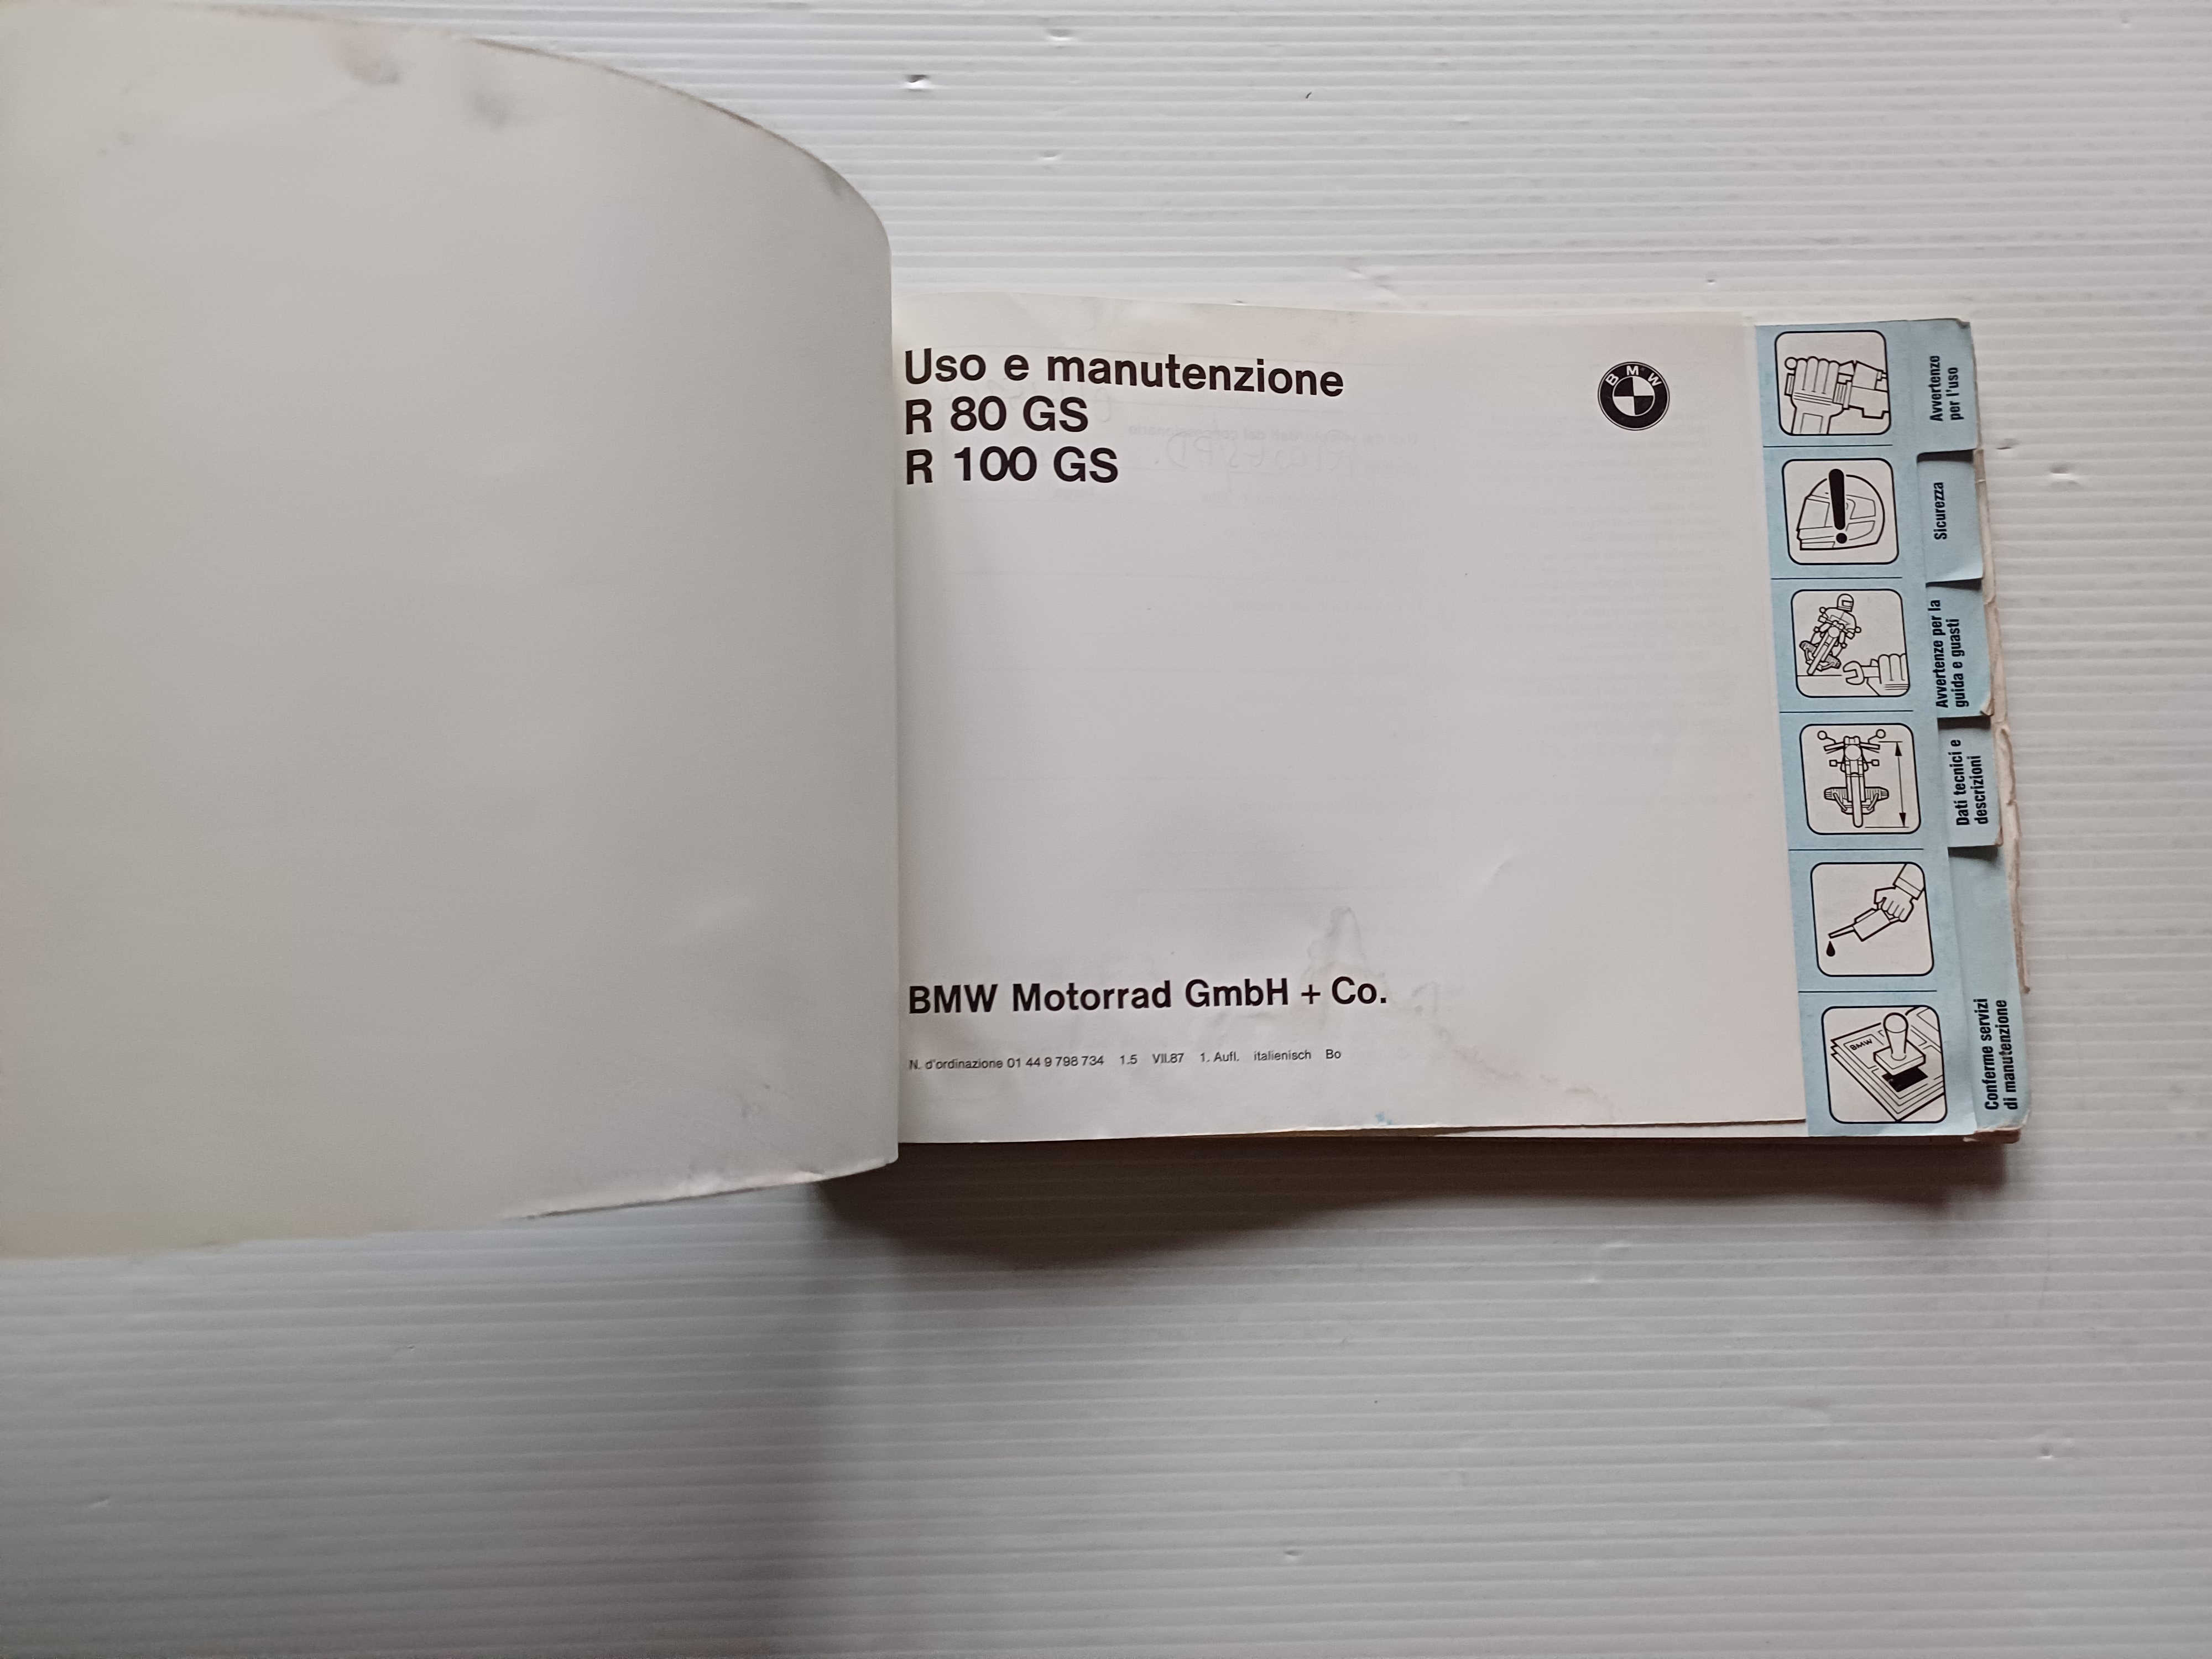 Uso e manutenzione
R 80 GS
R 100 GS
BMW
BMW Motorrad GmbH + Co.
N. d'ordinazione 01 44 9 798 734 1.5 VII.87 1. Aufl. italienisch Bo
Avvertenze
per l'uso
Sicurezza
Avvertenze per la
guida e guasti
Dati tecnici e
descrizioni
BMW
Conferme servizi
di manutenzione